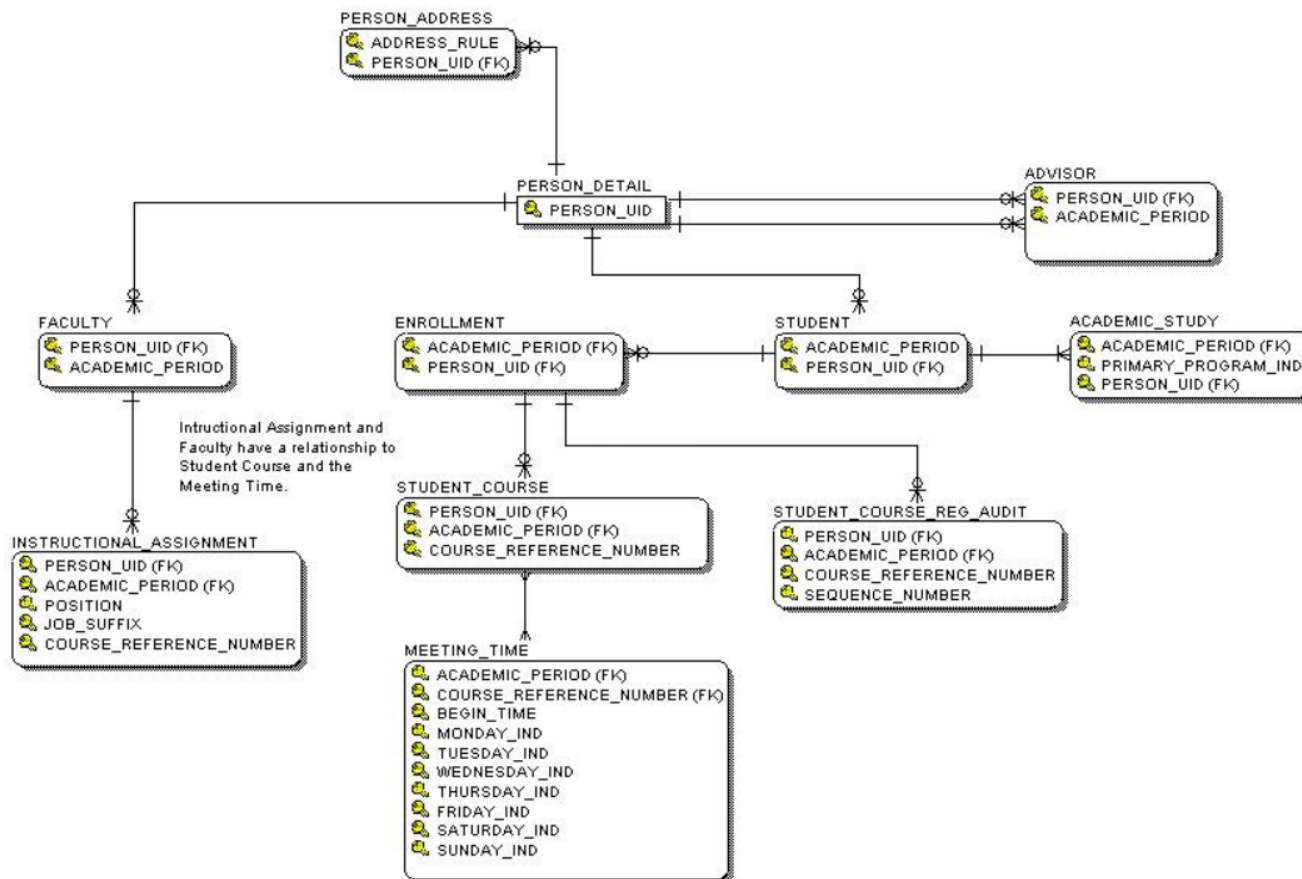 PERSON_ADDRESS
ADDRESS_RULE
PERSON_UID (FK)
PERSON_DETAIL
PERSON_UID
ADVISOR
PERSON_UID (FK)
ACADEMIC_PERIOD
FACULTY
PERSON_UID (FK)
ACADEMIC_PERIOD
ENROLLMENT
ACADEMIC_PERIOD (FK)
PERSON_UID (FK)
STUDENT
ACADEMIC_PERIOD
PERSON_UID (FK)
ACADEMIC_STUDY
ACADEMIC_PERIOD (FK)
PRIMARY_PROGRAM_IND
PERSON_UID (FK)
Intructional Assignment and
Faculty have a relationship to
Student Course and the
Meeting Time.
INSTRUCTIONAL_ASSIGNMENT
PERSON_UID (FK)
ACADEMIC_PERIOD (FK)
POSITION
JOB_SUFFIX
COURSE_REFERENCE_NUMBER
STUDENT_COURSE
PERSON_UID (FK)
ACADEMIC_PERIOD (FK)
COURSE_REFERENCE_NUMBER
STUDENT_COURSE_REG_AUDIT
PERSON_UID (FK)
ACADEMIC_PERIOD (FK)
COURSE_REFERENCE_NUMBER
SEQUENCE_NUMBER
MEETING_TIME
ACADEMIC_PERIOD (FK)
COURSE_REFERENCE_NUMBER (FK)
BEGIN_TIME
MONDAY_IND
TUESDAY_IND
WEDNESDAY_IND
THURSDAY_IND
FRIDAY_IND
SATURDAY_IND
SUNDAY_IND